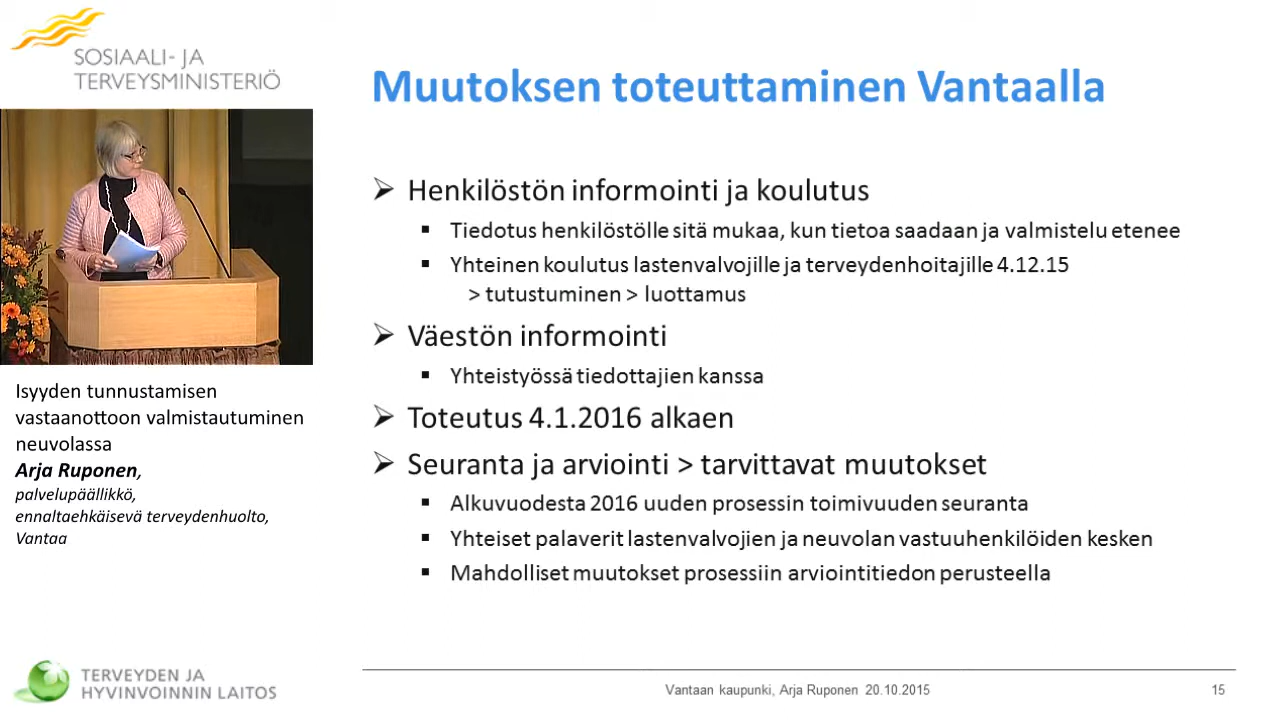 SOSIAALI- JA
TERVEYSMINISTERIÖ
Muutoksen toteuttaminen Vantaalla
Henkilöstön informointi ja koulutus
Tiedotus henkilöstölle sitä mukaa, kun tietoa saadaan ja valmistelu etenee
Yhteinen koulutus lastenvalvojille ja terveydenhoitajille 4.12.15
> tutustuminen > luottamus
Väestön informointi
Yhteistyössä tiedottajien kanssa
Toteutus 4.1.2016 alkaen
Seuranta ja arviointi > tarvittavat muutokset
Alkuvuodesta 2016 uuden prosessin toimivuuden seuranta
Yhteiset palaverit lastenvalvojien ja neuvolan vastuuhenkilöiden kesken
Mahdolliset muutokset prosessiin arviointitiedon perusteella
Isyyden tunnustamisen
vastaanottoon valmistautuminen
neuvolassa
Arja Ruponen,
palvelupäällikkö,
ennaltaehkäisevä terveydenhuolto,
Vantaa
TERVEYDEN JA
HYVINVOINNIN LAITOS
Vantaan kaupunki, Arja Ruponen 20.10.2015
15